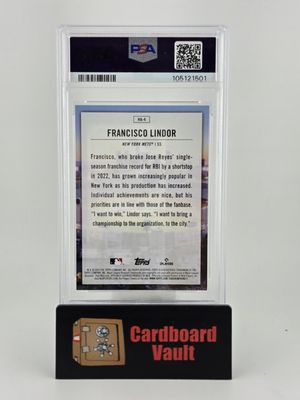 PSA
105121501
HA-6
FRANCISCO LINDOR
NEW YORK METS® | SS
Francisco, who broke Jose Reyes' single-
season franchise record for RBI by a shortstop
in 2022, has grown increasingly popular in
New York as his production has increased.
Individual achievements are nice, but his
priorities are in line with those of the fanbase.
"I want to win," Lindor says. "I want to bring a
championship to the organization, to the city."
topps
PLAYERS
Cardboard
Vault